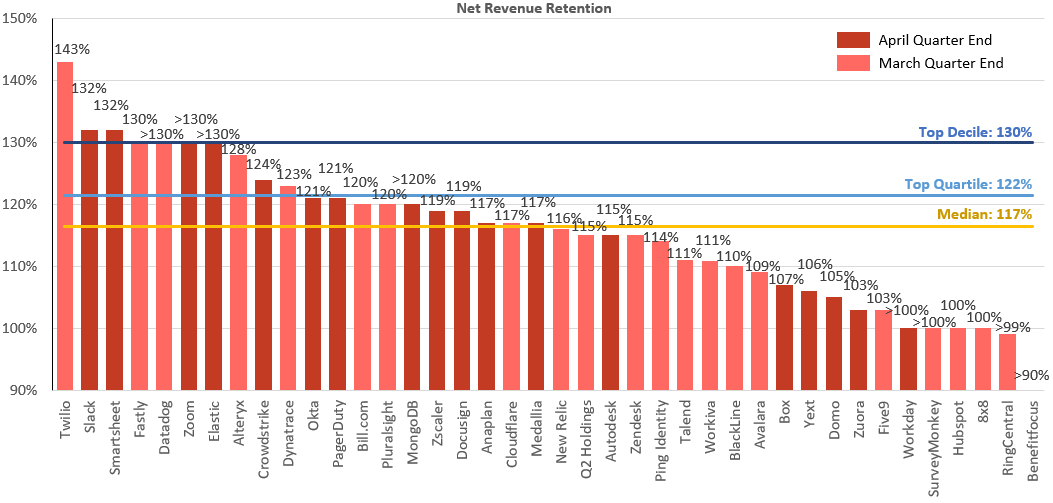 Net Revenue Retention
150%
140%
130%
120%
110%
100%
90%
April Quarter End
March Quarter End
Top Decile: 130%
Top Quartile: 122%
Median: 117%
143%
132%
132%
130%
>130%
>130%
>130%
128%
124%
123%
121%
121%
120%
120%
>120%
119%
119%
117%
117%
117%
116%
115%
115%
115%
114%
111%
111%
110%
109%
107%
106%
105%
103%
103%
>100%
>100%
100%
100%
>99%
>90%
Twilio
Slack
Smartsheet
Fastly
Datadog
Zoom
Elastic
Alteryx
Crowdstrike
Dynatrace
Okta
PagerDuty
Bill.com
Pluralsight
MongoDB
Zscaler
Docusign
Anaplan
Cloudflare
Medallia
New Relic
Q2 Holdings
Autodesk
Zendesk
Ping Identity
Talend
Workiva
BlackLine
Avalara
Box
Yext
Domo
Zuora
Five9
Workday
SurveyMonkey
Hubspot
8x8
RingCentral
Benefitfocus